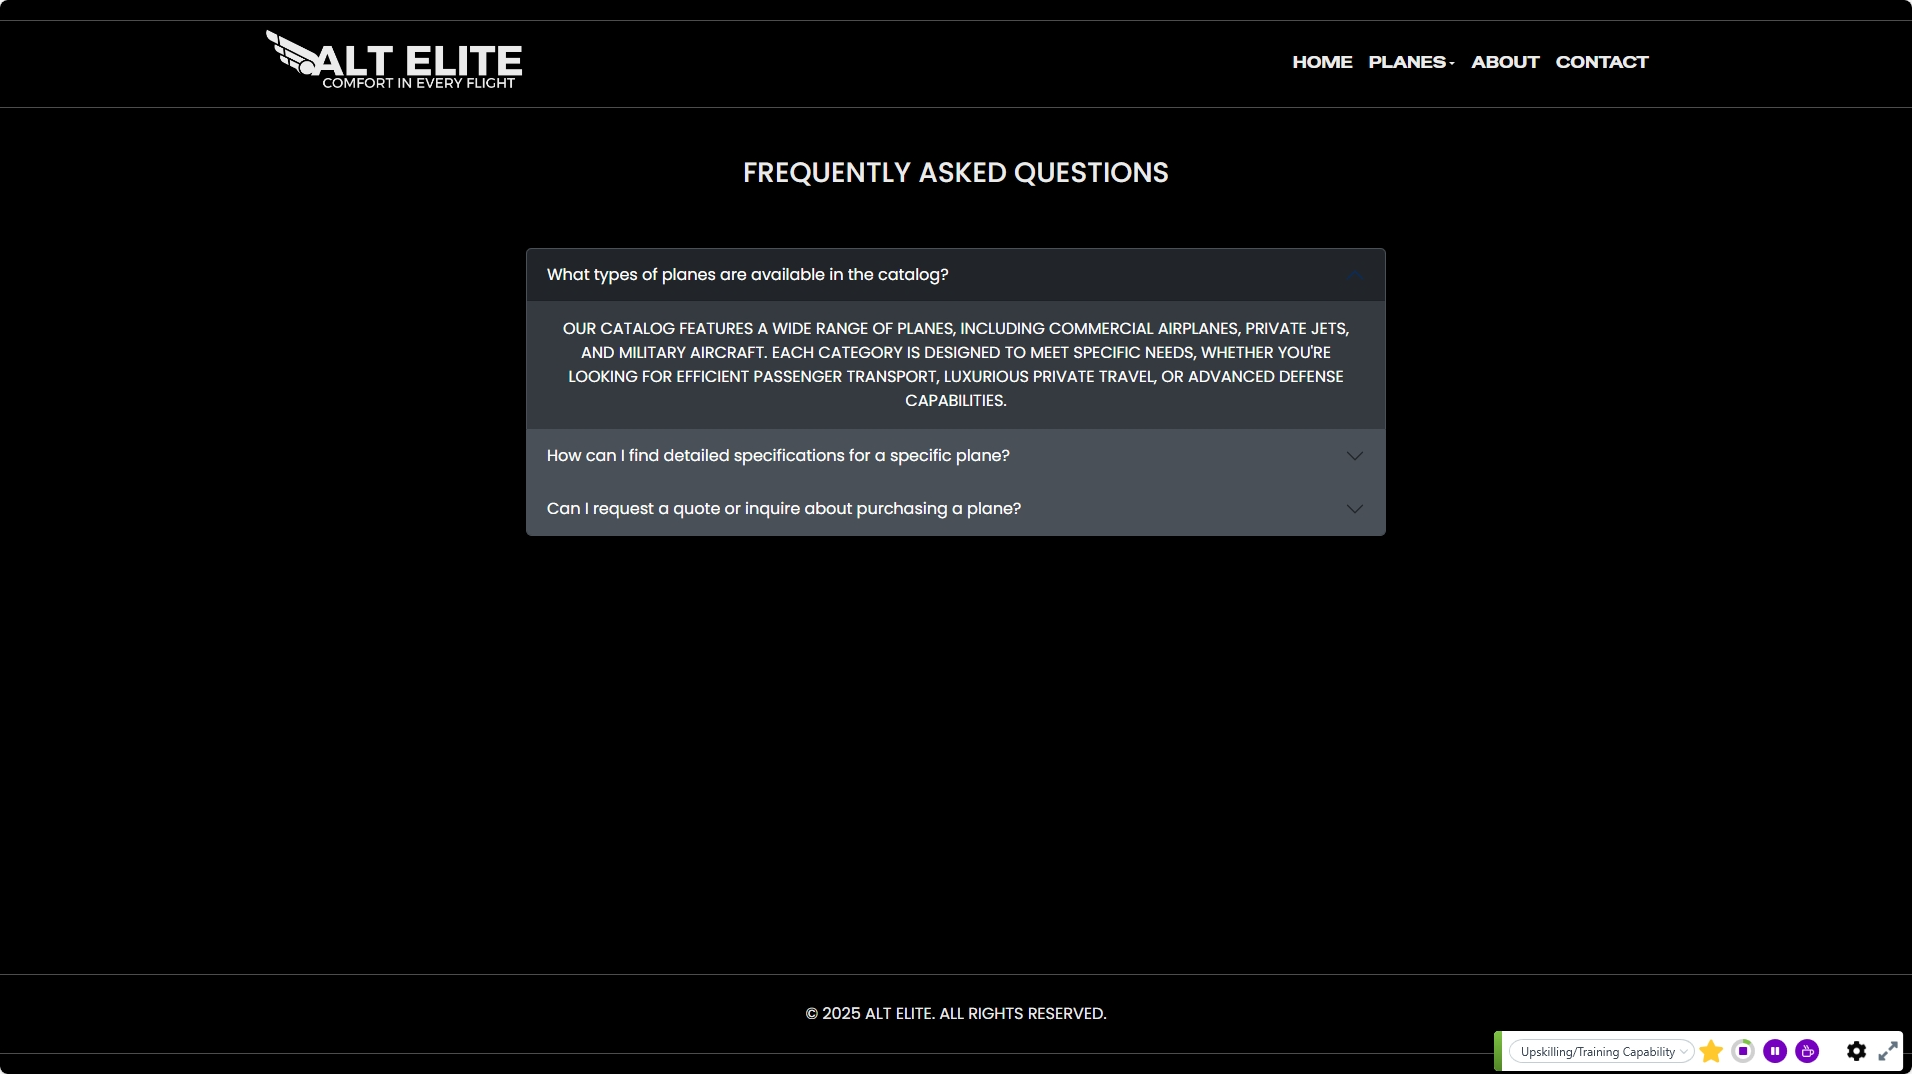 ALT ELITE
COMFORT IN EVERY FLIGHT
HOME PLANES ABOUT CONTACT
FREQUENTLY ASKED QUESTIONS
What types of planes are available in the catalog?
OUR CATALOG FEATURES A WIDE RANGE OF PLANES, INCLUDING COMMERCIAL AIRPLANES, PRIVATE JETS,
AND MILITARY AIRCRAFT. EACH CATEGORY IS DESIGNED TO MEET SPECIFIC NEEDS, WHETHER YOU'RE
LOOKING FOR EFFICIENT PASSENGER TRANSPORT, LUXURIOUS PRIVATE TRAVEL, OR ADVANCED DEFENSE
CAPABILITIES.
How can I find detailed specifications for a specific plane?
Can I request a quote or inquire about purchasing a plane?
© 2025 ALT ELITE. ALL RIGHTS RESERVED.
Upskilling/Training Capability